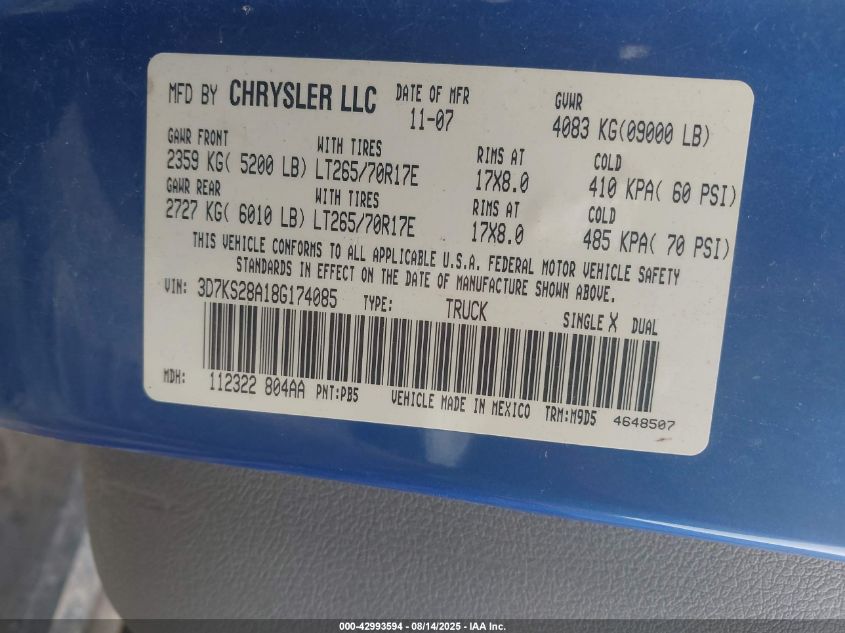 MFD BY CHRYSLER LLC DATE OF MFR GVWR
11-07 4083 KG(09000 LB)
GAWR FRONT WITH TIRES RIMS AT COLD
2359 KG( 5200 LB) LT265/70R17E 17X8.0 410 KPA( 60 PSI)
GAWR REAR WITH TIRES RIMS AT COLD
2727 KG( 6010 LB) LT265/70R17E 17X8.0 485 KPA( 70 PSI)
THIS VEHICLE CONFORMS TO ALL APPLICABLE U.S.A. FEDERAL MOTOR VEHICLE SAFETY
STANDARDS IN EFFECT ON THE DATE OF MANUFACTURE SHOWN ABOVE.
VIN: 3D7KS28A18G174085 TYPE: TRUCK SINGLE X DUAL
MDH: 112322 804AA PNT:PB5 VEHICLE MADE IN MEXICO TRM:M9D5 4648507
000-42993594 - 08/14/2025 - IAA Inc.